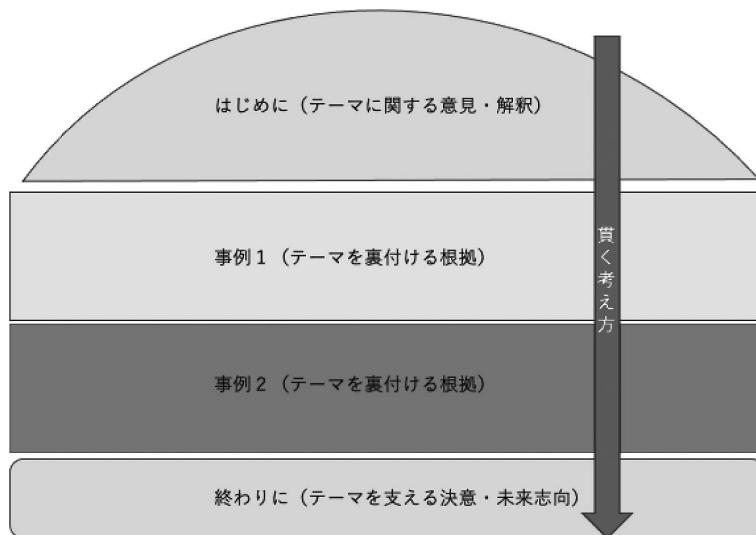 はじめに（テーマに関する意見・解釈）
事例１（テーマを裏付ける根拠）
貫く考え方
事例２（テーマを裏付ける根拠）
終わりに（テーマを支える決意・未来志向）